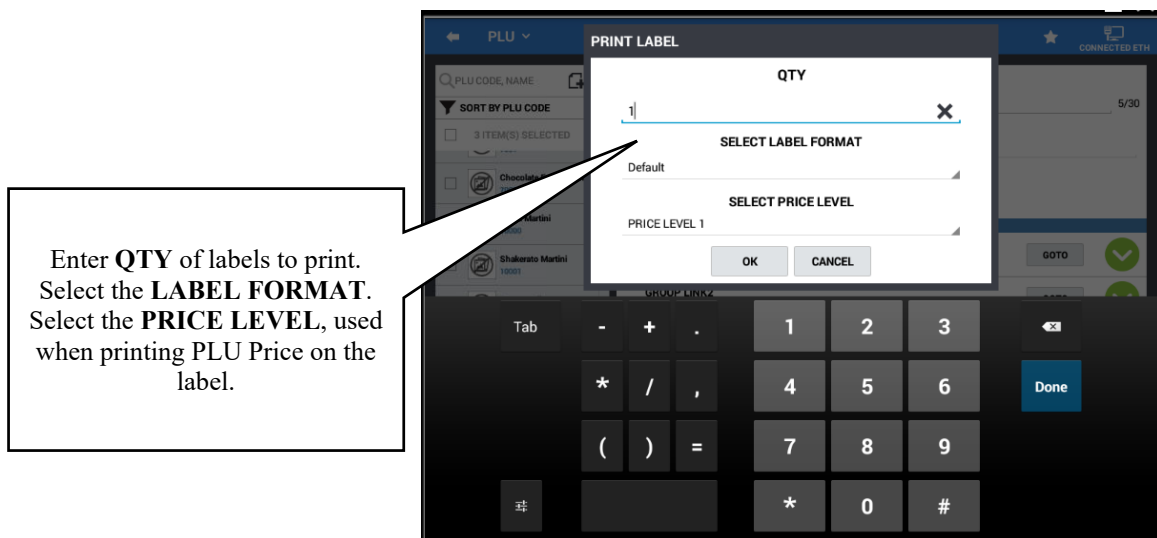 PLU
PRINT LABEL
CONNECTED ETH
QTY
PLU CODE, NAME
1
5/30
SORT BY PLU CODE
3 ITEM(S) SELECTED
SELECT LABEL FORMAT
Default
Chocolate
SELECT PRICE LEVEL
Martini
PRICE LEVEL 1
Shakerato Martini
10001
OK CANCEL
GOTO
GROUP LINK2
GOTO
Enter QTY of labels to print.
Select the LABEL FORMAT.
Select the PRICE LEVEL, used
when printing PLU Price on the
label.
Tab - + . 1 2 3
* / , 4 5 6 Done
( ) = 7 8 9
* 0 #